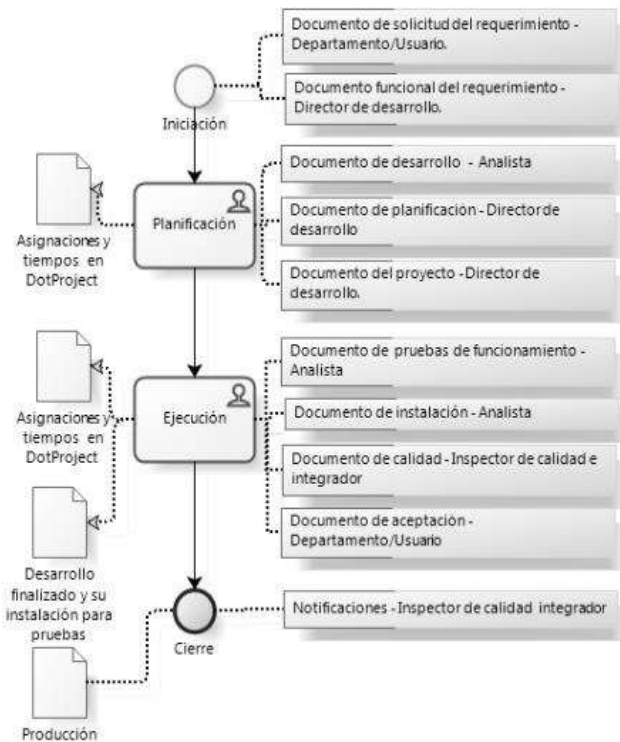 Documento de solicitud del requerimiento -
Departamento/Usuario.
Documento funcional del requerimiento -
Director de desarrollo.
Iniciación
Documento de desarrollo - Analista
Planificación
Documento de planificación - Director de
desarrollo
Asignaciones y
tiempos en
DotProject
Documento del proyecto - Director de
desarrollo.
Documento de pruebas de funcionamiento -
Analista
Ejecución
Documento de instalación - Analista
Asignaciones y
tiempos en
DotProject
Documento de calidad - Inspector de calidad e
integrador
Documento de aceptación -
Departamento/Usuario
Desarrollo
finalizado y su
instalación para
pruebas
Notificaciones - Inspector de calidad integrador
Cierre
Producción